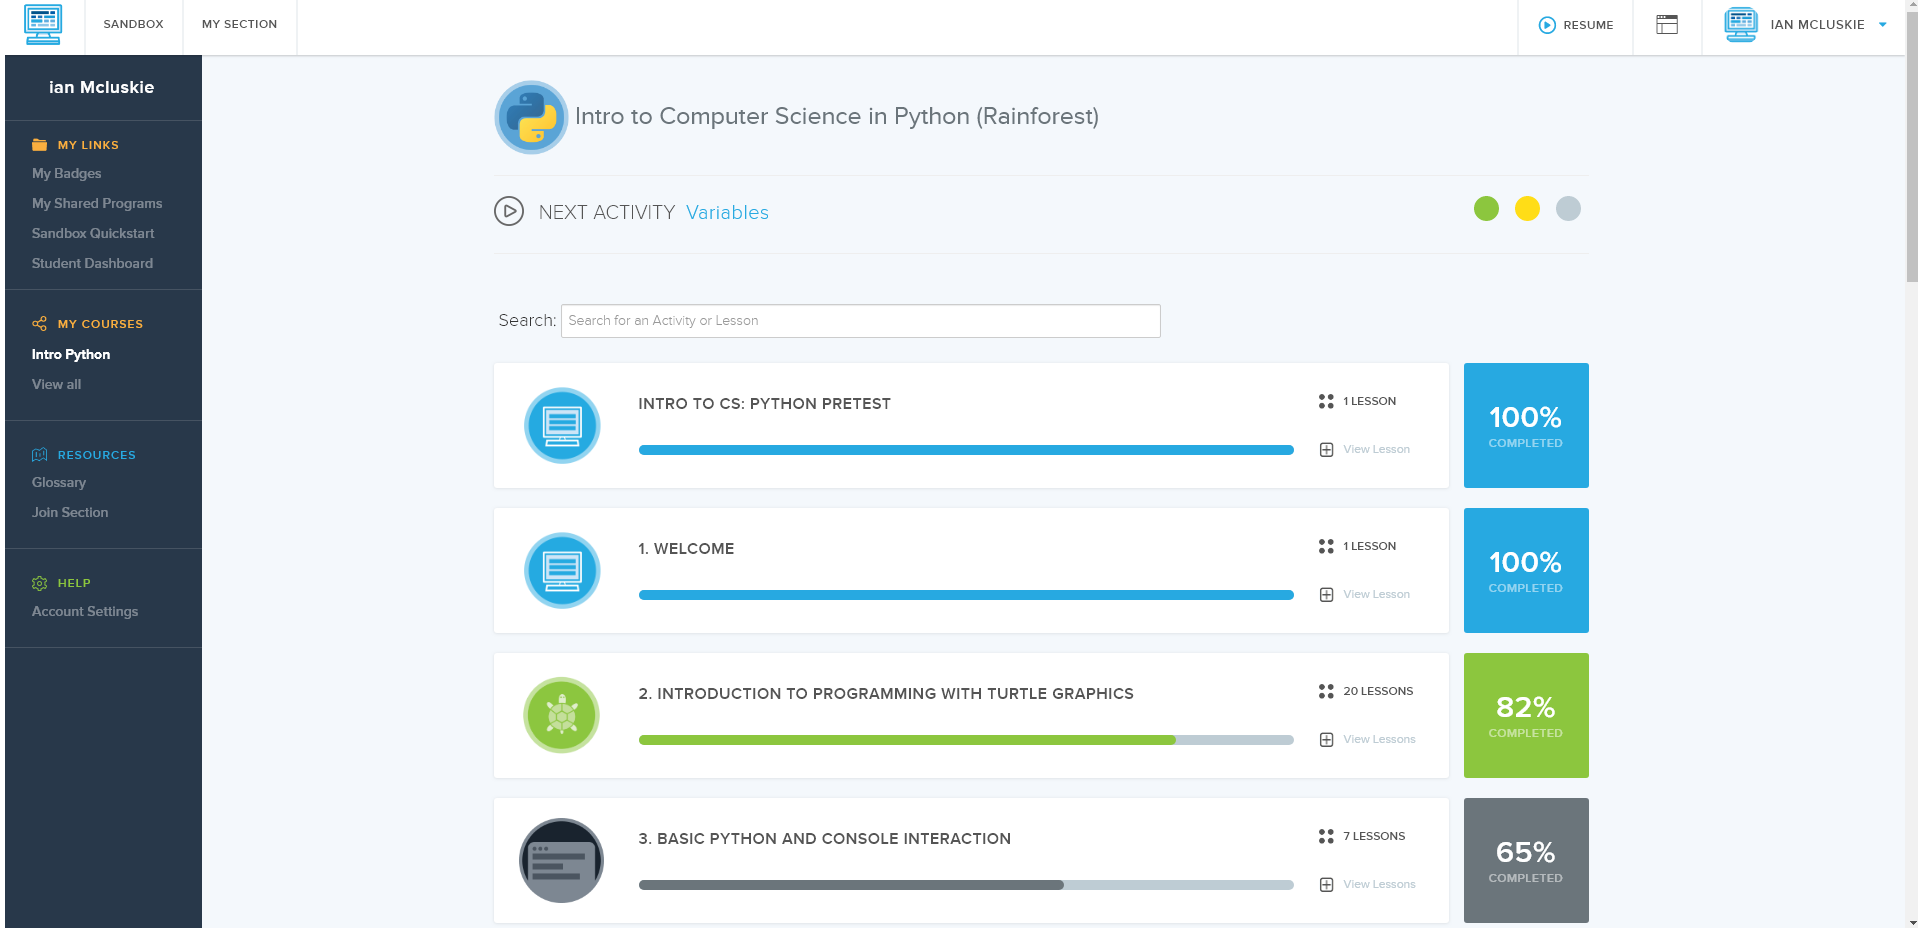 SANDBOX
MY SECTION
RESUME
IAN MCLUSKIE
ian Mcluskie
MY LINKS
My Badges
My Shared Programs
Sandbox Quickstart
Student Dashboard
MY COURSES
Intro Python
View all
RESOURCES
Glossary
Join Section
HELP
Account Settings
Intro to Computer Science in Python (Rainforest)
NEXT ACTIVITY Variables
Search: Search for an Activity or Lesson
INTRO TO CS: PYTHON PRETEST
1 LESSON
View Lesson
100%
COMPLETED
1. WELCOME
1 LESSON
View Lesson
100%
COMPLETED
2. INTRODUCTION TO PROGRAMMING WITH TURTLE GRAPHICS
20 LESSONS
View Lessons
82%
COMPLETED
3. BASIC PYTHON AND CONSOLE INTERACTION
7 LESSONS
View Lessons
65%
COMPLETED